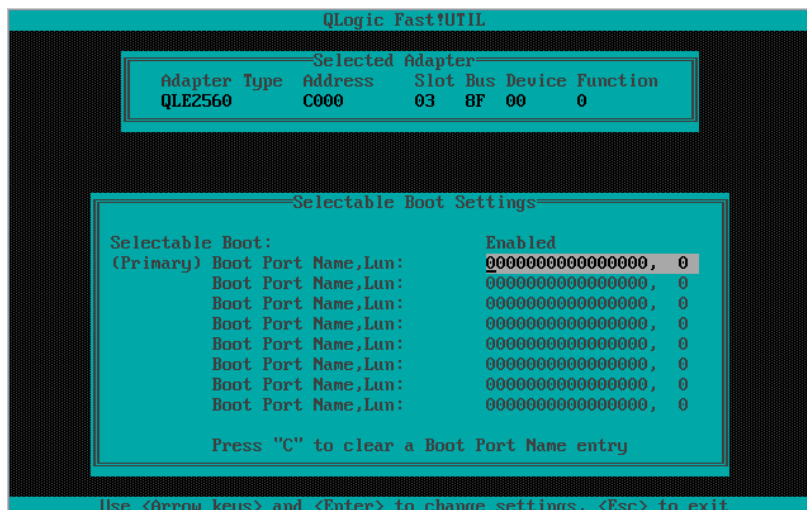 QLogic Fast!UTIL
Selected Adapter
Adapter Type Address Slot Bus Device Function
QLE2560 C000 03 8F 00 0
Selectable Boot Settings
Selectable Boot: Enabled
(Primary) Boot Port Name,Lun: 0000000000000000, 0
Boot Port Name,Lun: 0000000000000000, 0
Boot Port Name,Lun: 0000000000000000, 0
Boot Port Name,Lun: 0000000000000000, 0
Boot Port Name,Lun: 0000000000000000, 0
Boot Port Name,Lun: 0000000000000000, 0
Boot Port Name,Lun: 0000000000000000, 0
Boot Port Name,Lun: 0000000000000000, 0
Press "C" to clear a Boot Port Name entry
Use <Arrow keys> and <Enter> to change settings, <Esc> to exit